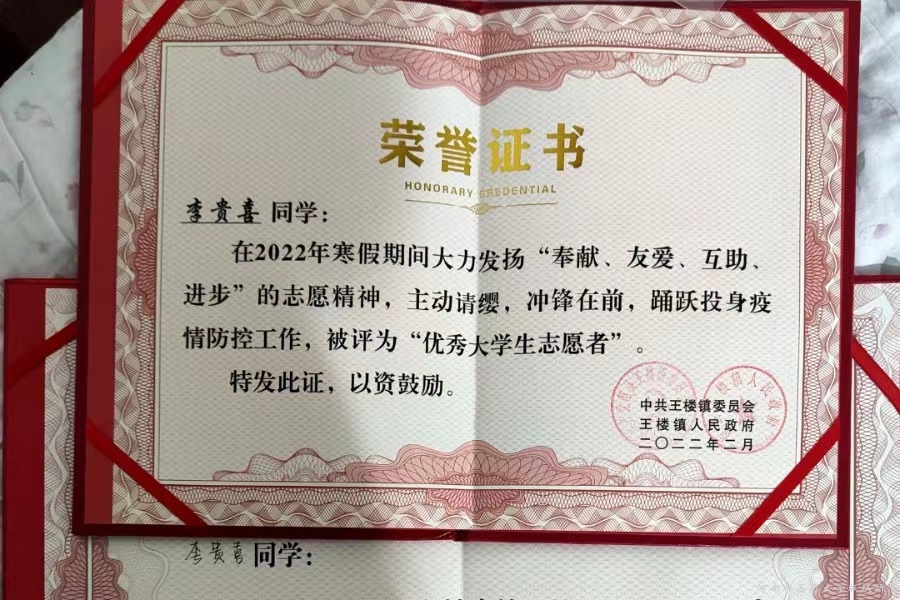 荣誉证书
HONORARY CREDENTIAL
李贵喜 同学：
在2022年寒假期间大力发扬“奉献、友爱、互助、
进步”的志愿精神，主动请缨，冲锋在前，踊跃投身疫
情防控工作，被评为“优秀大学生志愿者”。
特发此证，以资鼓励。
中共王楼镇委员会
王楼镇人民政府
二〇二二年二月
李贵喜 同学：